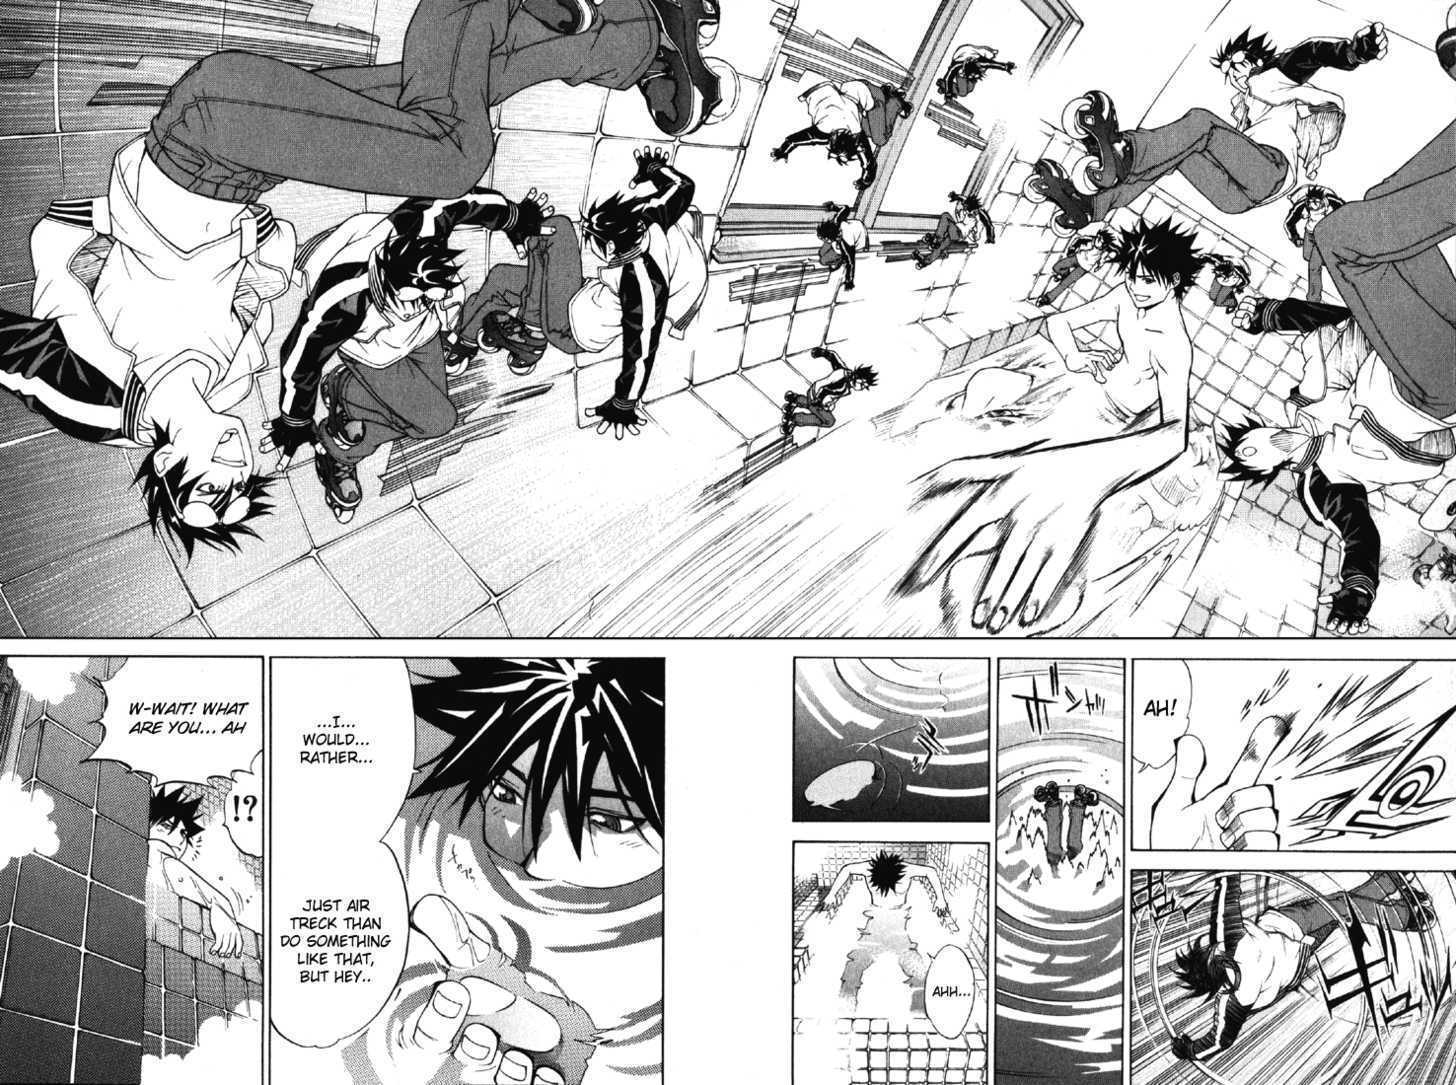 AH!
AHH...
...I...
WOULD...
RATHER...
JUST AIR
TRECK THAN
DO SOMETHING
LIKE THAT,
BUT HEY..
W-WAIT! WHAT
ARE YOU... AH
!?